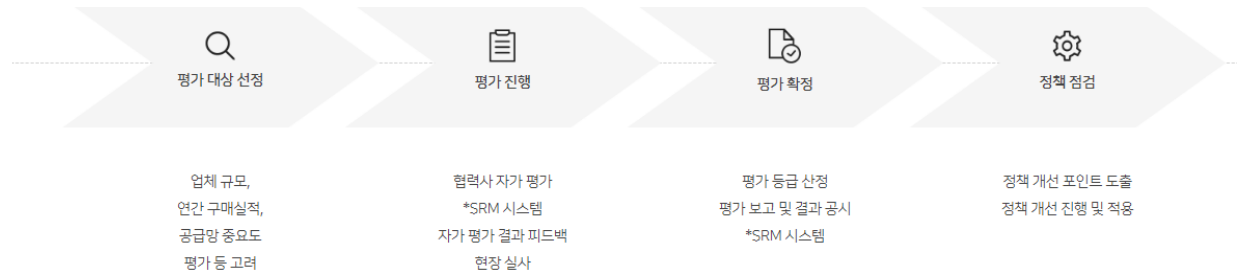 평가 대상 선정
평가 진행
평가 확정
정책 점검
업체 규모,
연간 구매실적,
공급망 중요도
평가 등 고려
협력사 자가 평가
*SRM 시스템
자가 평가 결과 피드백
현장 실사
평가 등급 산정
평가 보고 및 결과 공시
*SRM 시스템
정책 개선 포인트 도출
정책 개선 진행 및 적용